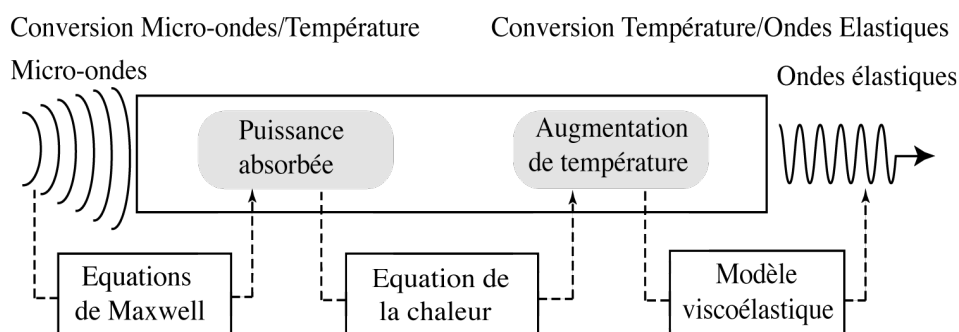 Conversion Micro-ondes/Température
Conversion Température/Ondes Elastiques
Micro-ondes
Ondes élastiques
Puissance
absorbée
Augmentation
de température
Equations
de Maxwell
Equation de
la chaleur
Modèle
viscoélastique